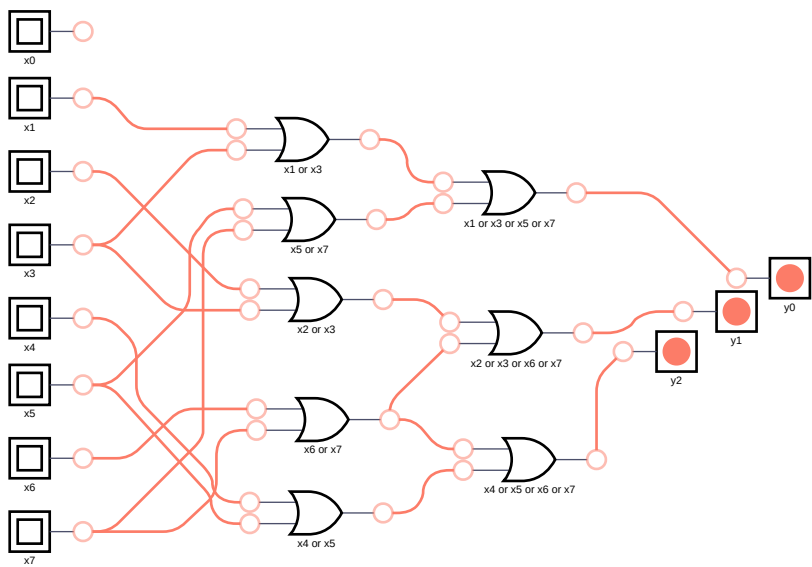 x0
x1
x1 or x3
x2
x1 or x3 or x5 or x7
x5 or x7
x3
y0
x2 or x3
y1
x4
x2 or x3 or x6 or x7
y2
x5
x6 or x7
x6
x4 or x5 or x6 or x7
x4 or x5
x7